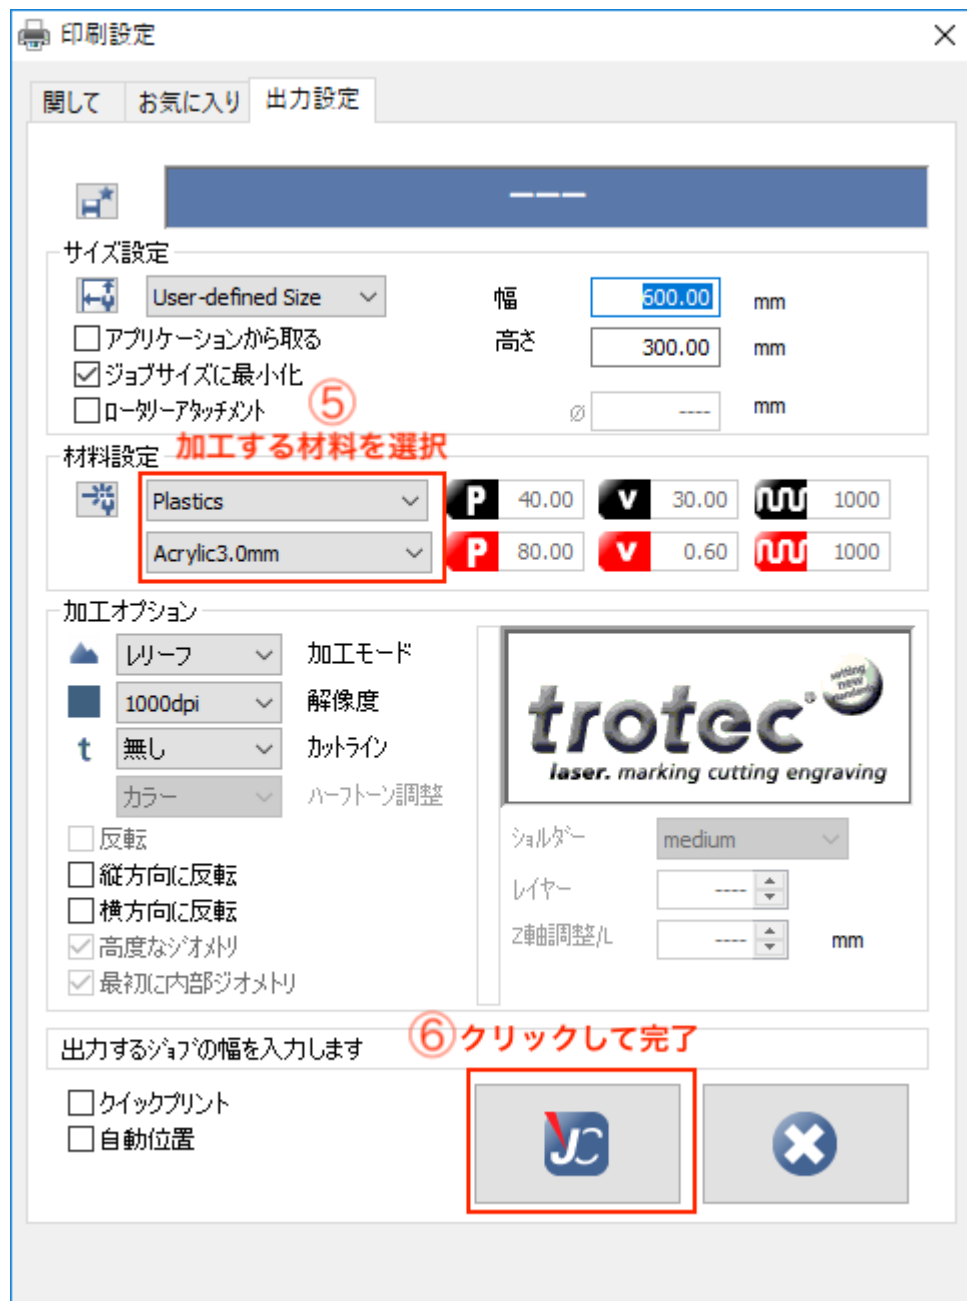 印刷設定
関して お気に入り 出力設定
———
サイズ設定
User-defined Size 幅 600.00 mm
アプリケーションから取る 高さ 300.00 mm
ジョブサイズに最小化
ロータリーアタッチメント ø ---- mm
⑤
加工する材料を選択
材料設定
Plastics P 40.00 v 30.00 1000
Acrylic3.0mm P 80.00 v 0.60 1000
加工オプション
レリーフ 加工モード
1000dpi 解像度
t 無し カットライン
カラー ハーフトーン調整
反転
縦方向に反転
横方向に反転
高度なジオメトリ
最初に内部ジオメトリ
setting new standards
trotec®
laser. marking cutting engraving
ショルダー medium
レイヤー ----
Z軸調整/L ---- mm
出力するジョブの幅を入力します
⑥クリックして完了
クイックプリント
自動位置
JC